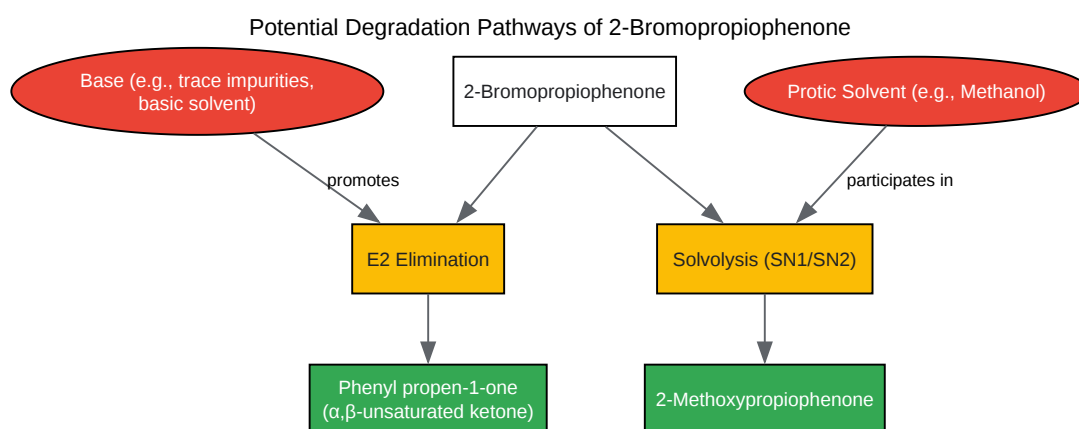 Potential Degradation Pathways of 2-Bromopropiophenone
Base (e.g., trace impurities,
basic solvent)
2-Bromopropiophenone
Protic Solvent (e.g., Methanol)
promotes
participates in
E2 Elimination
Solvolysis (SN1/SN2)
Phenyl propen-1-one
(α,β-unsaturated ketone)
2-Methoxypropiophenone